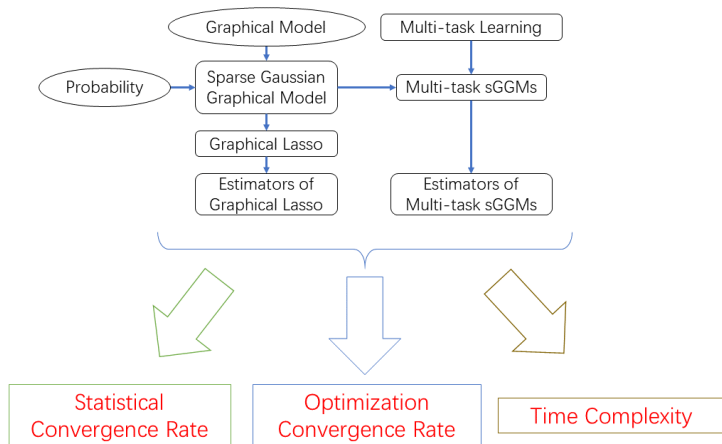 Graphical Model
Multi-task Learning
Probability
Sparse Gaussian
Graphical Model
Multi-task sGGMs
Graphical Lasso
Estimators of
Graphical Lasso
Estimators of
Multi-task sGGMs
Statistical
Convergence Rate
Optimization
Convergence Rate
Time Complexity